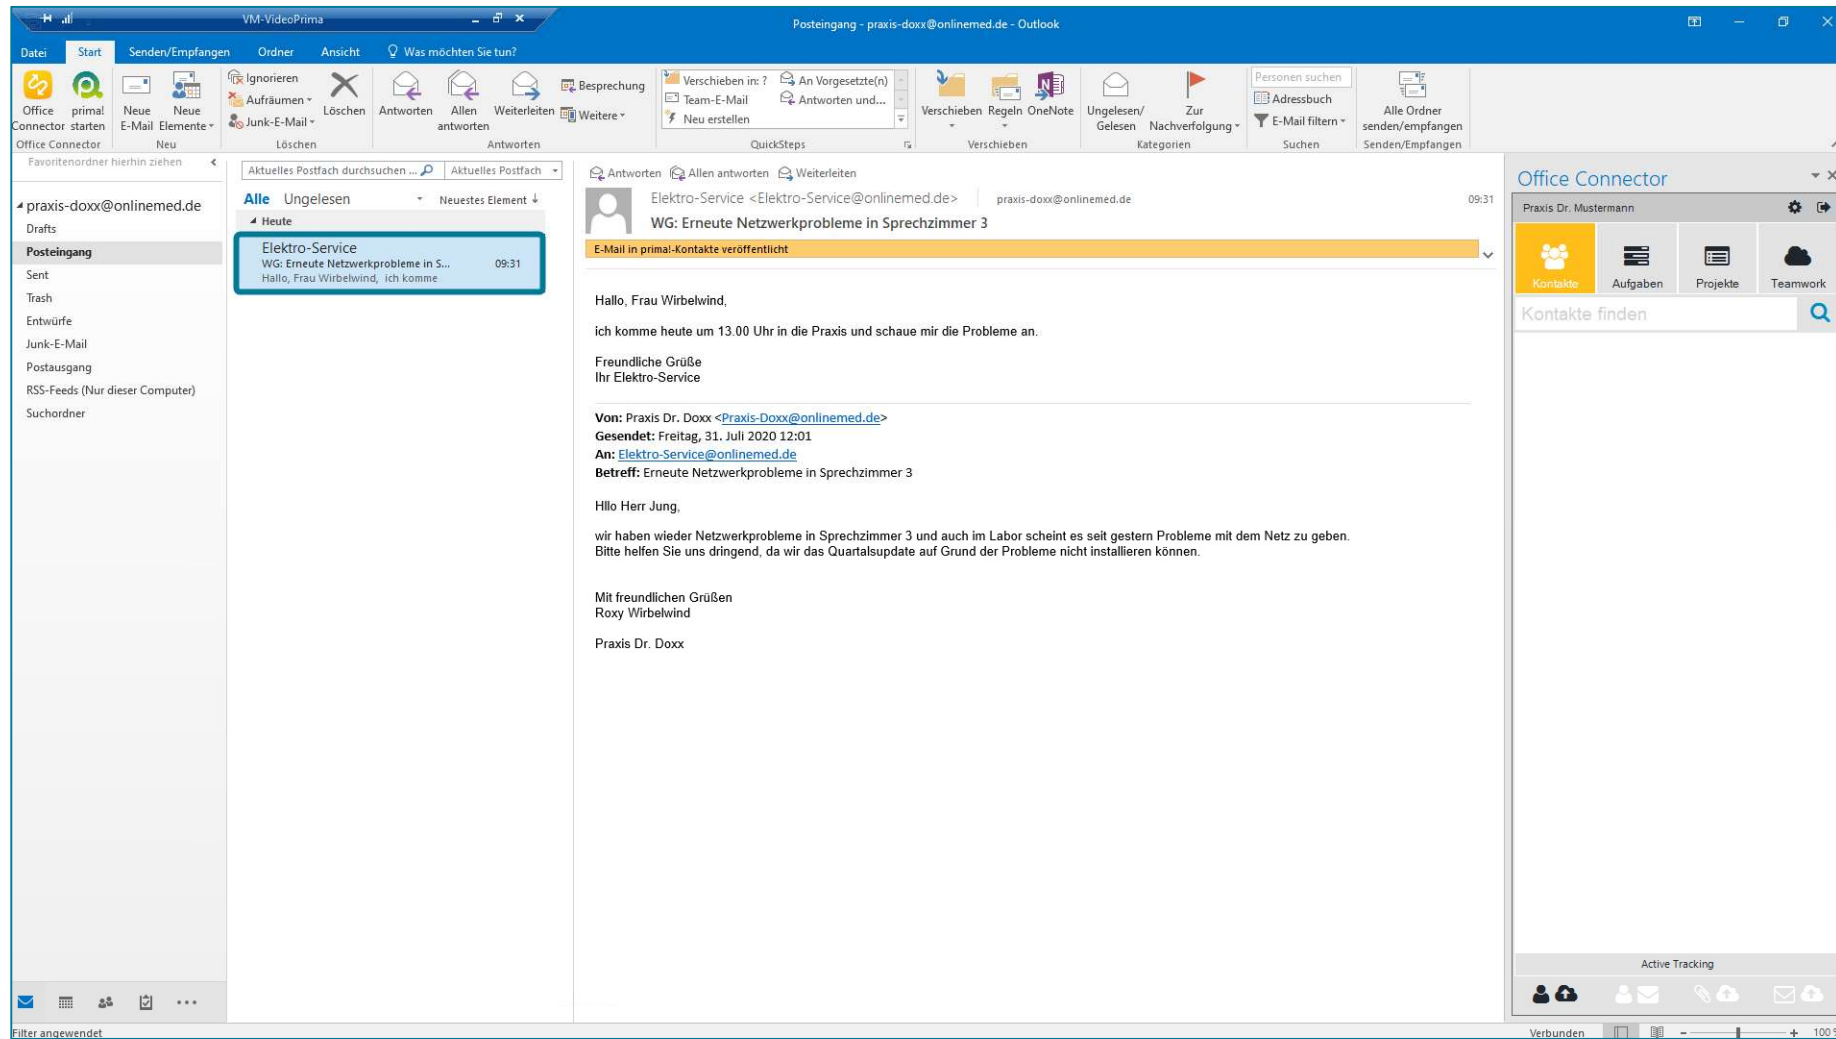 VM-VideoPrima
Posteingang - praxis-doxx@onlinemed.de - Outlook
Datei Start Senden/Empfangen Ordner Ansicht Was möchten Sie tun?
Office Connector
prima! starten
Neue E-Mail
Neue Elemente
Ignorieren
Aufräumen
Junk-E-Mail
Löschen
Antworten
Allen antworten
Weiterleiten
Besprechung
Weitere
Verschieben in: ?
Team-E-Mail
Neu erstellen
An Vorgesetzte(n)
Antworten und...
Verschieben
Regeln
OneNote
Ungelesen/ Gelesen
Zur Nachverfolgung
Personen suchen
Adressbuch
E-Mail filtern
Alle Ordner senden/empfangen
Office Connector Neu Löschen Antworten QuickSteps Verschieben Kategorien Suchen Senden/Empfangen
Favoritenordner hierhin ziehen
praxis-doxx@onlinemed.de
Drafts
Posteingang
Sent
Trash
Entwürfe
Junk-E-Mail
Postausgang
RSS-Feeds (Nur dieser Computer)
Suchordner
Aktuelles Postfach durchsuchen ... Aktuelles Postfach
Alle Ungelesen Neuestes Element
Heute
Elektro-Service
WG: Erneute Netzwerkprobleme in S... 09:31
Hallo, Frau Wirbelwind, ich komme
Antworten Allen antworten Weiterleiten
Elektro-Service <Elektro-Service@onlinemed.de> praxis-doxx@onlinemed.de 09:31
WG: Erneute Netzwerkprobleme in Sprechzimmer 3
E-Mail in prima!-Kontakte veröffentlicht
Hallo, Frau Wirbelwind,
ich komme heute um 13.00 Uhr in die Praxis und schaue mir die Probleme an.
Freundliche Grüße
Ihr Elektro-Service
Von: Praxis Dr. Doxx <Praxis-Doxx@onlinemed.de>
Gesendet: Freitag, 31. Juli 2020 12:01
An: Elektro-Service@onlinemed.de
Betreff: Erneute Netzwerkprobleme in Sprechzimmer 3
Hllo Herr Jung,
wir haben wieder Netzwerkprobleme in Sprechzimmer 3 und auch im Labor scheint es seit gestern Probleme mit dem Netz zu geben.
Bitte helfen Sie uns dringend, da wir das Quartalsupdate auf Grund der Probleme nicht installieren können.
Mit freundlichen Grüßen
Roxy Wirbelwind
Praxis Dr. Doxx
Office Connector
Praxis Dr. Mustermann
Kontakte Aufgaben Projekte Teamwork
Kontakte finden
Active Tracking
Filter angewendet
Verbunden 100 %